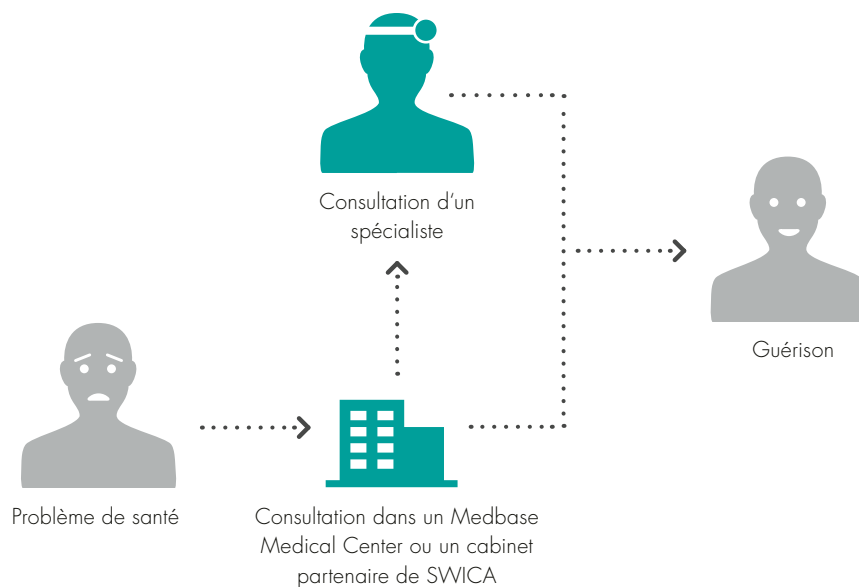 Consultation d’un
spécialiste
Guérison
Problème de santé
Consultation dans un Medbase
Medical Center ou un cabinet
partenaire de SWICA